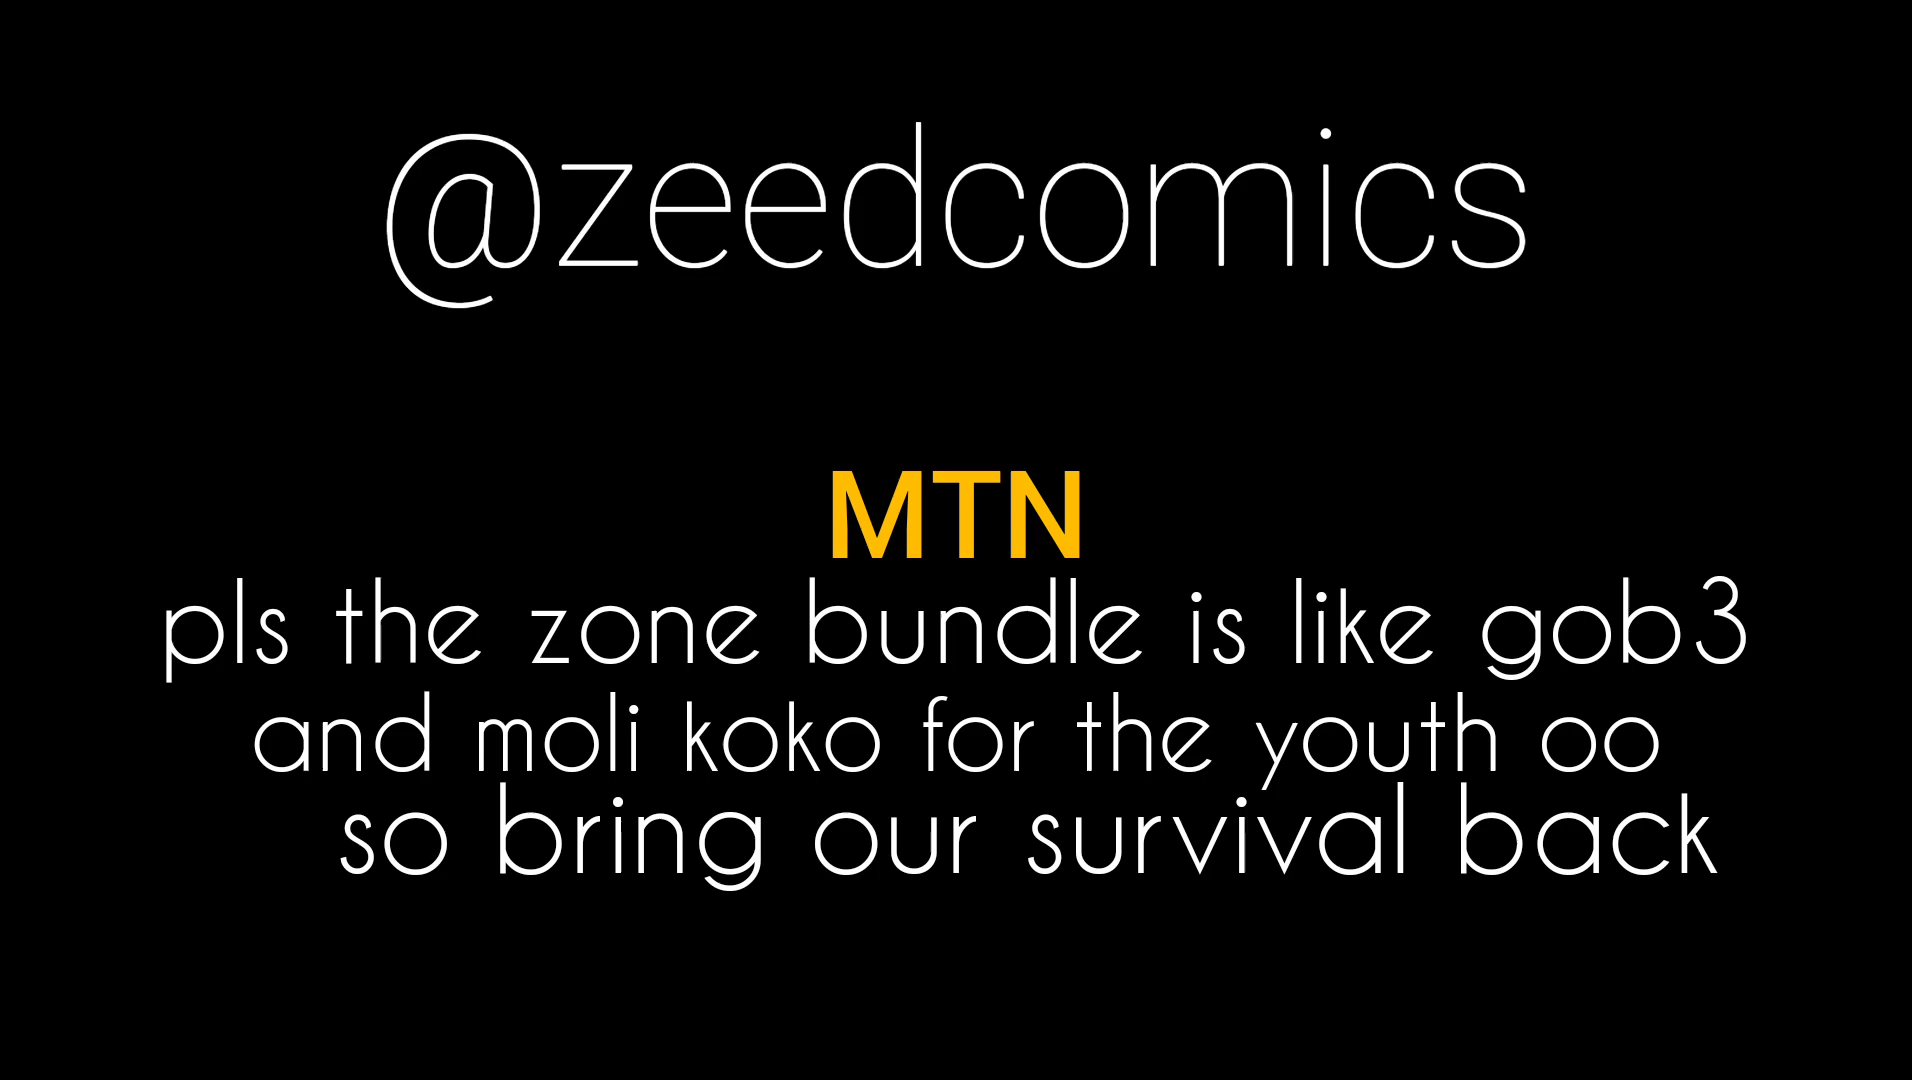 @zeedcomics
MTN
pls the zone bundle is like gob3
and moli koko for the youth oo
so bring our survival back